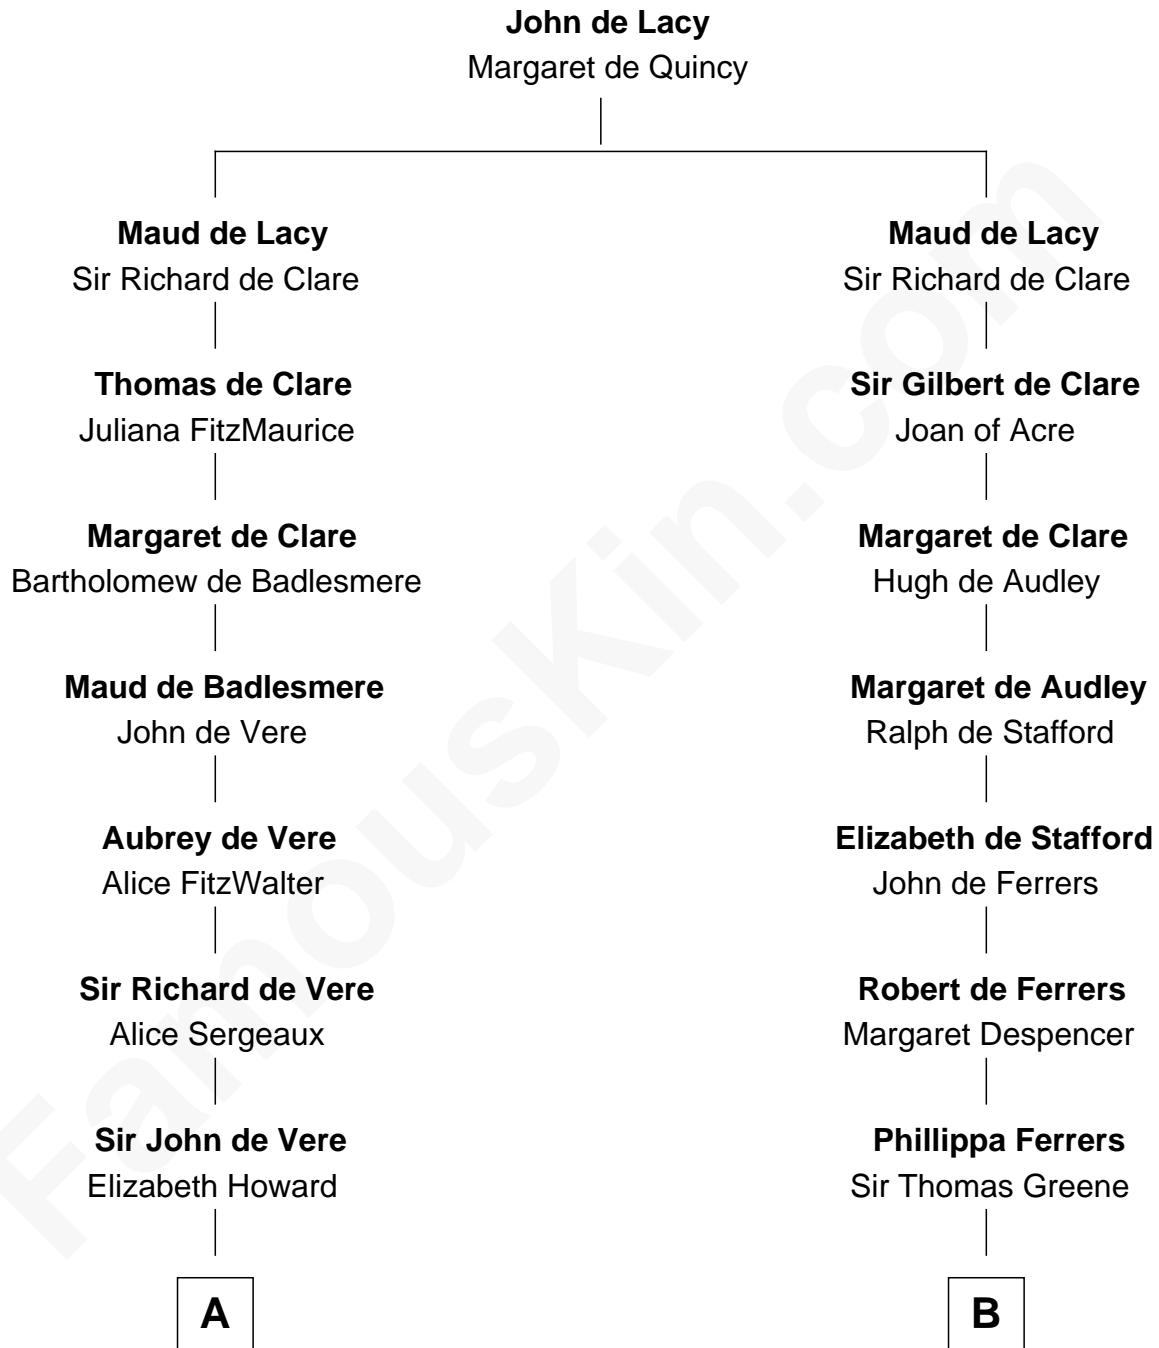 John de Lacy
Margaret de Quincy
Maud de Lacy
Sir Richard de Clare
Maud de Lacy
Sir Richard de Clare
Thomas de Clare
Juliana FitzMaurice
Sir Gilbert de Clare
Joan of Acre
Margaret de Clare
Bartholomew de Badlesmere
Margaret de Clare
Hugh de Audley
Maud de Badlesmere
John de Vere
Margaret de Audley
Ralph de Stafford
Aubrey de Vere
Alice FitzWalter
Elizabeth de Stafford
John de Ferrers
Sir Richard de Vere
Alice Sergeaux
Robert de Ferrers
Margaret Despencer
Sir John de Vere
Elizabeth Howard
Phillippa Ferrers
Sir Thomas Greene
A
B
FamousKin.com